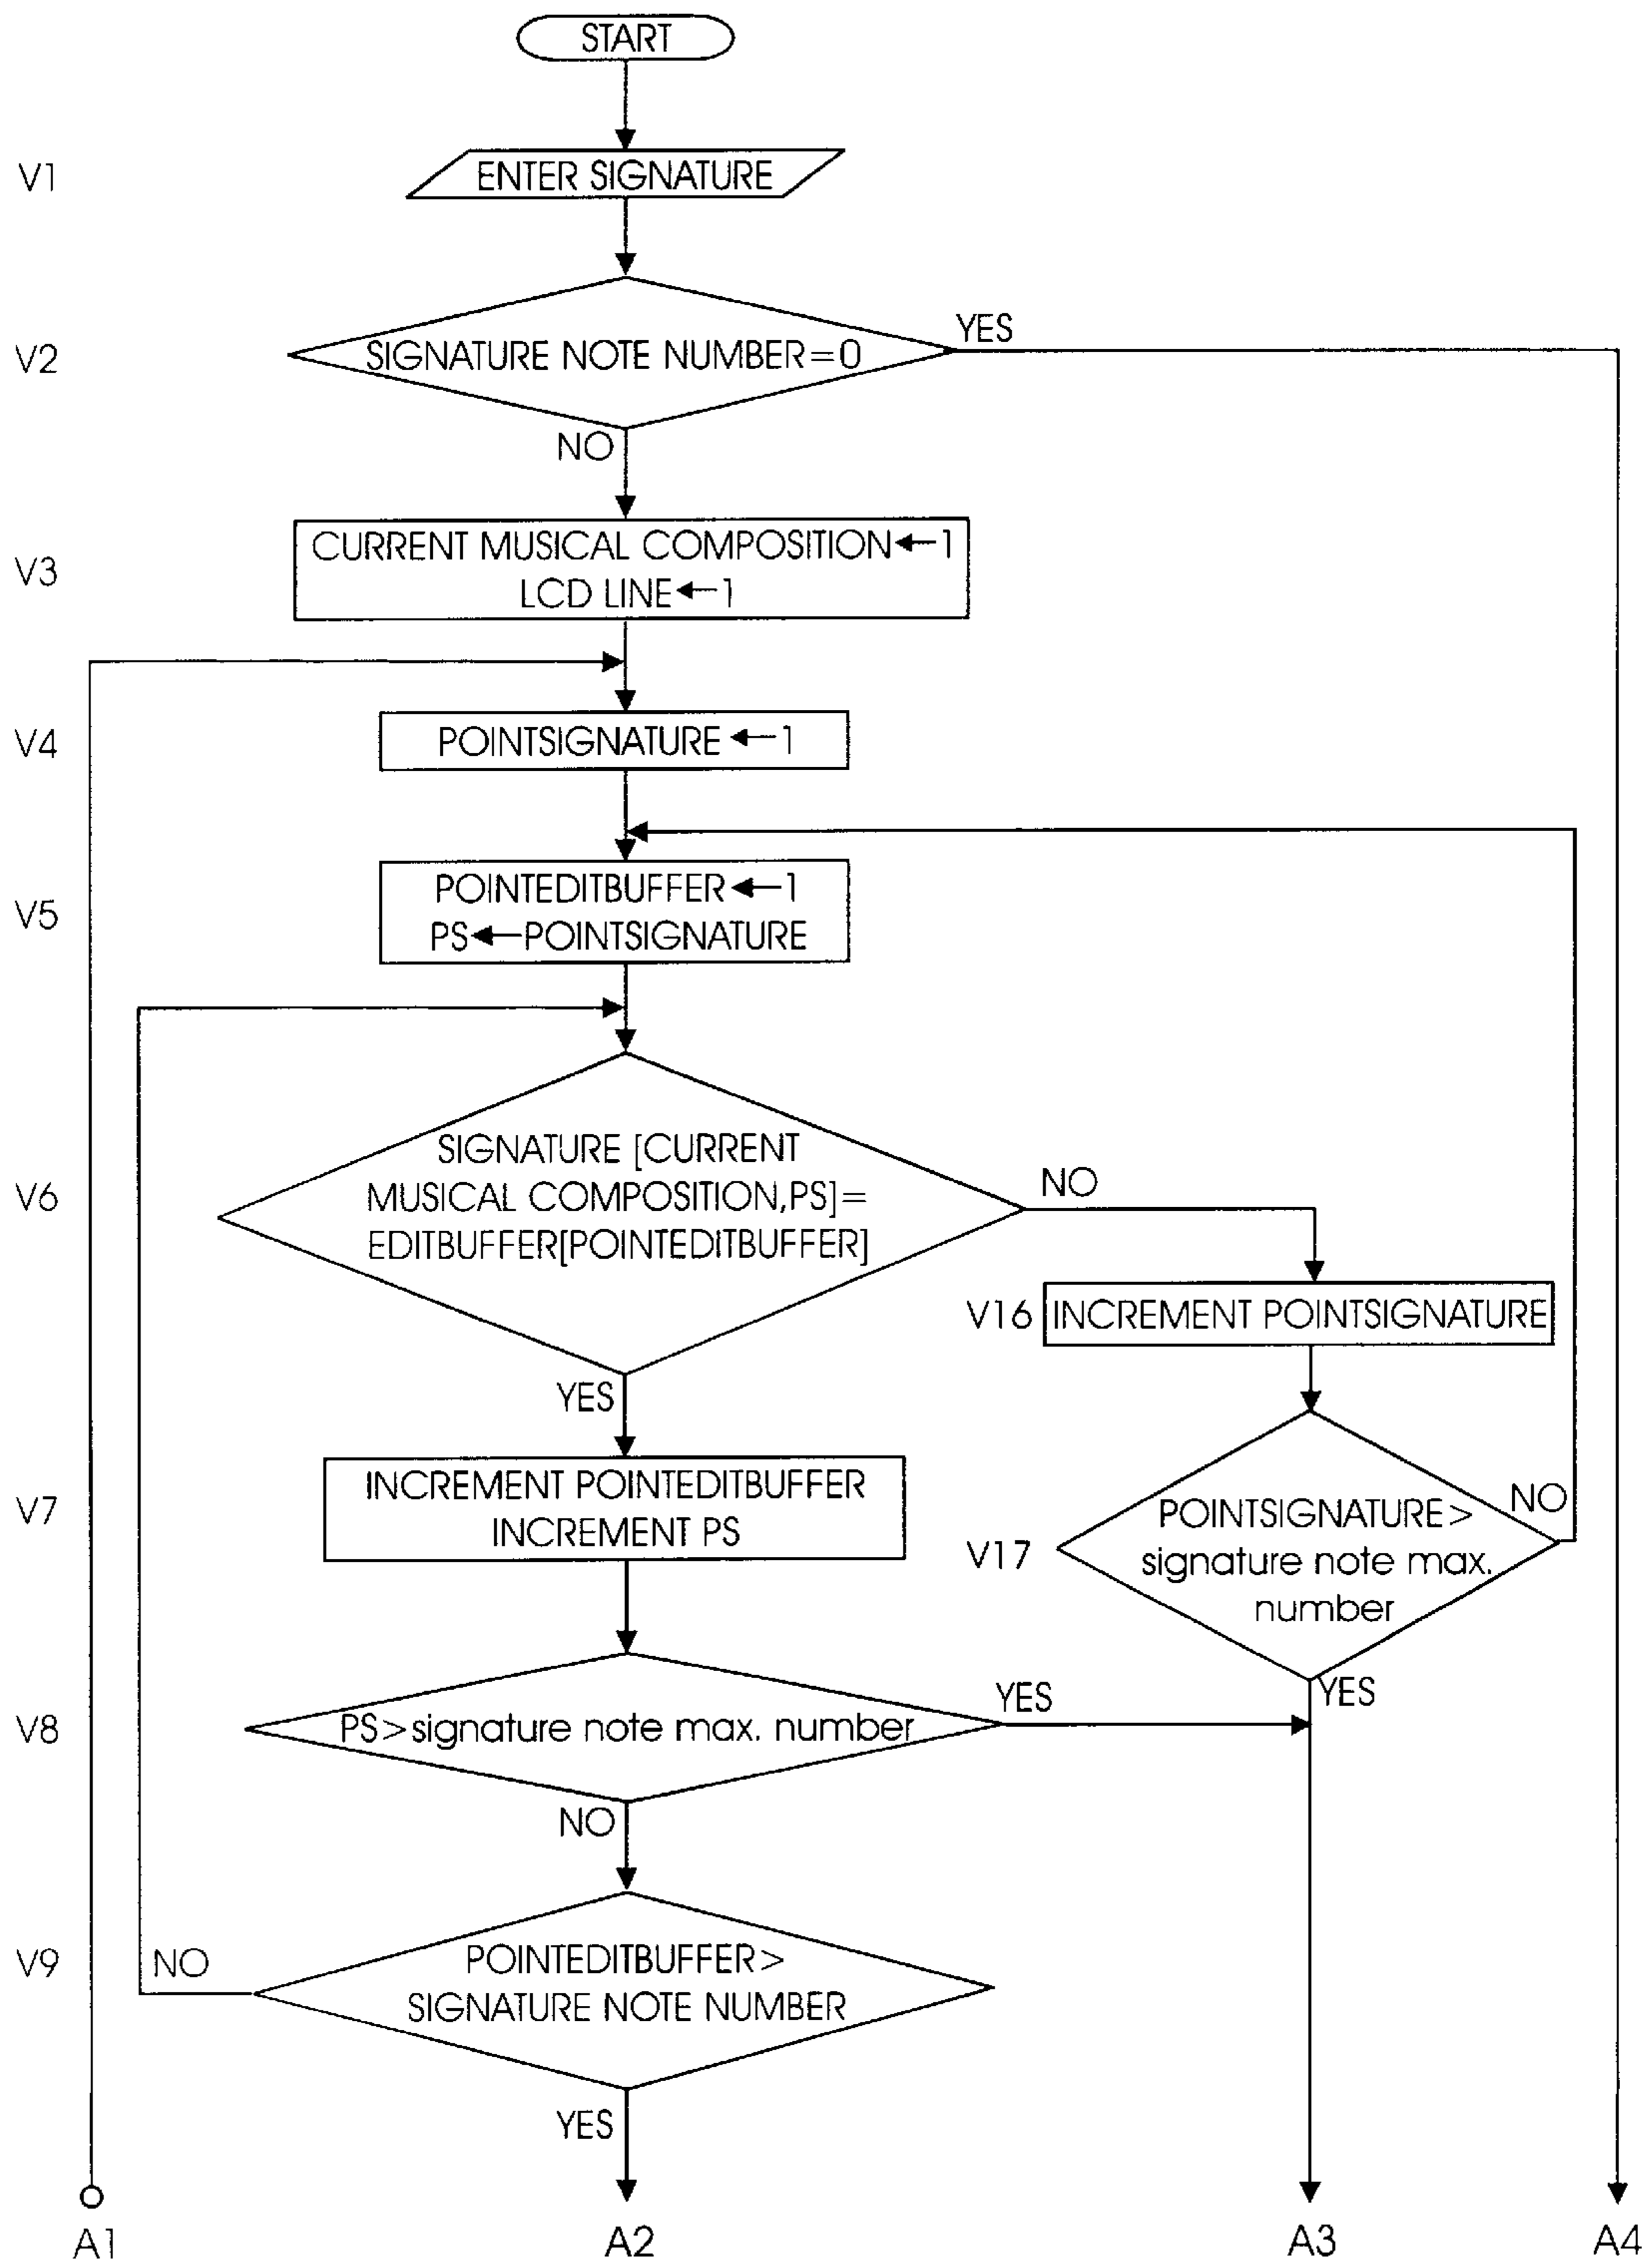 START
V1
ENTER SIGNATURE
V2
SIGNATURE NOTE NUMBER=0
YES
NO
V3
CURRENT MUSICAL COMPOSITION←1
LCD LINE←1
V4
POINTSIGNATURE ←1
V5
POINTEDITBUFFER←1
PS←POINTSIGNATURE
V6
SIGNATURE [CURRENT
MUSICAL COMPOSITION,PS]=
EDITBUFFER[POINTEDITBUFFER]
NO
YES
V16
INCREMENT POINTSIGNATURE
V7
INCREMENT POINTEDITBUFFER
INCREMENT PS
V17
POINTSIGNATURE>
signature note max.
number
NO
YES
V8
PS>signature note max. number
YES
NO
V9
POINTEDITBUFFER>
SIGNATURE NOTE NUMBER
NO
YES
A1
A2
A3
A4